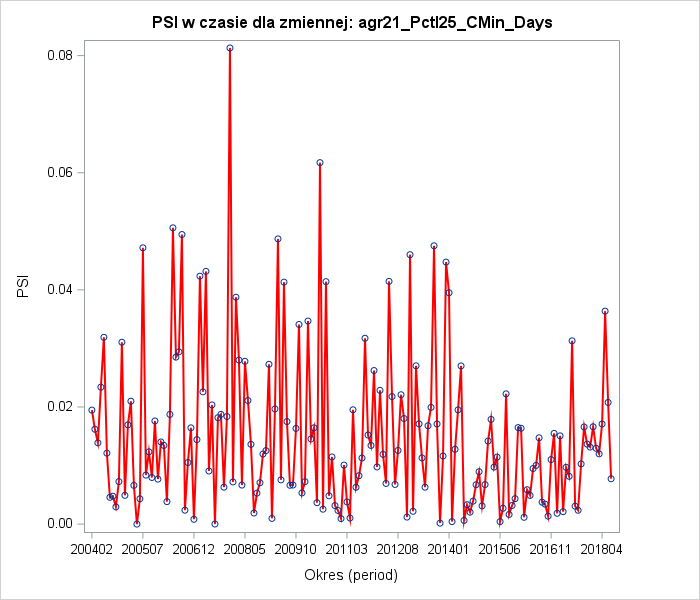 PSI w czasie dla zmiennej: agr21_Pctl25_CMin_Days
0.08
0.06
0.04
0.02
0.00
PSI
200402 200507 200612 200805 200910 201103 201208 201401 201506 201611 201804
Okres (period)